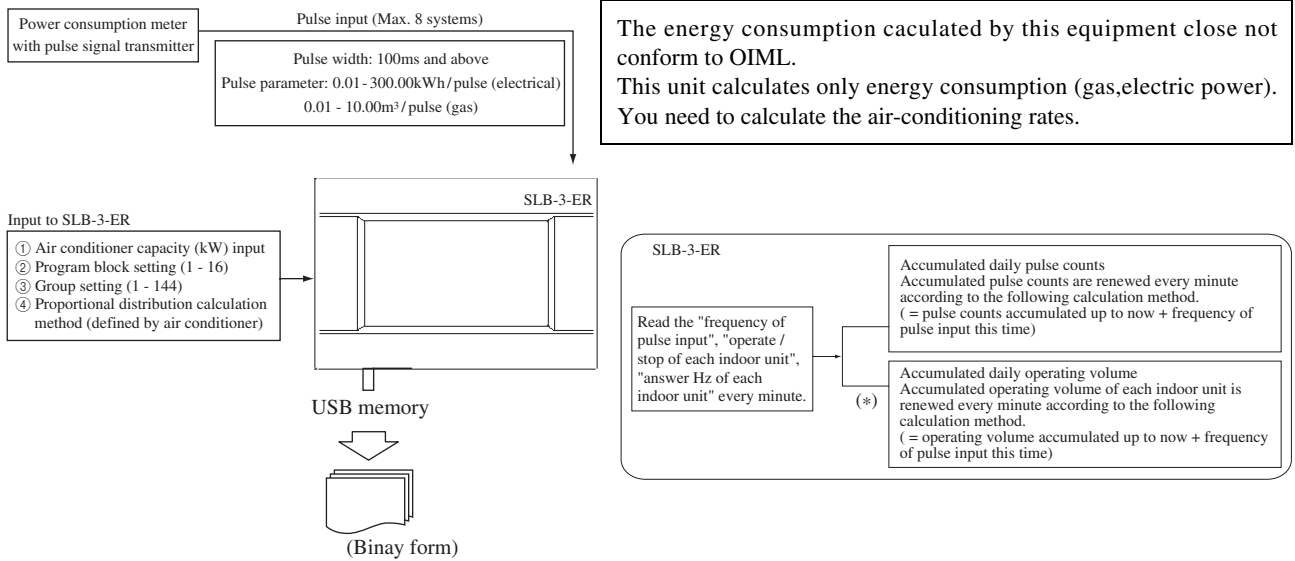 Power consumption meter
with pulse signal transmitter
Pulse input (Max. 8 systems)
Pulse width: 100ms and above
Pulse parameter: 0.01 - 300.00kWh / pulse (electrical)
0.01 - 10.00m³ / pulse (gas)
The energy consumption caculated by this equipment close not
conform to OIML.
This unit calculates only energy consumption (gas,electric power).
You need to calculate the air-conditioning rates.
Input to SLB-3-ER
① Air conditioner capacity (kW) input
② Program block setting (1 - 16)
③ Group setting (1 - 144)
④ Proportional distribution calculation
method (defined by air conditioner)
SLB-3-ER
USB memory
(Binay form)
SLB-3-ER
Read the "frequency of
pulse input", "operate /
stop of each indoor unit",
"answer Hz of each
indoor unit" every minute.
(*)
Accumulated daily pulse counts
Accumulated pulse counts are renewed every minute
according to the following calculation method.
( = pulse counts accumulated up to now + frequency of
pulse input this time)
Accumulated daily operating volume
Accumulated operating volume of each indoor unit is
renewed every minute according to the following
calculation method.
( = operating volume accumulated up to now + frequency
of pulse input this time)